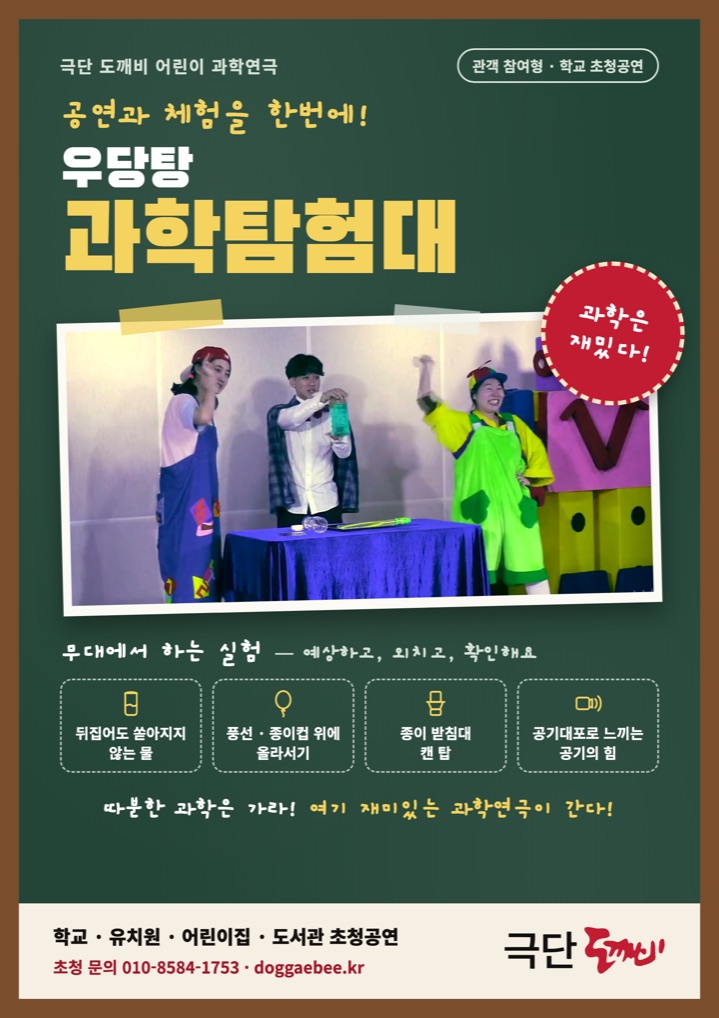 극단 도깨비 어린이 과학연극
관객 참여형 · 학교 초청공연
공연과 체험을 한번에!
우당탕
과학탐험대
과학은
재밌다!
무대에서 하는 실험 — 예상하고, 외치고, 확인해요
뒤집어도 쏟아지지
않는 물
풍선 · 종이컵 위에
올라서기
종이 받침대
캔 탑
공기대포로 느끼는
공기의 힘
따분한 과학은 가라! 여기 재미있는 과학연극이 간다!
학교 · 유치원 · 어린이집 · 도서관 초청공연
초청 문의 010-8584-1753 · doggaebee.kr
극단 도깨비